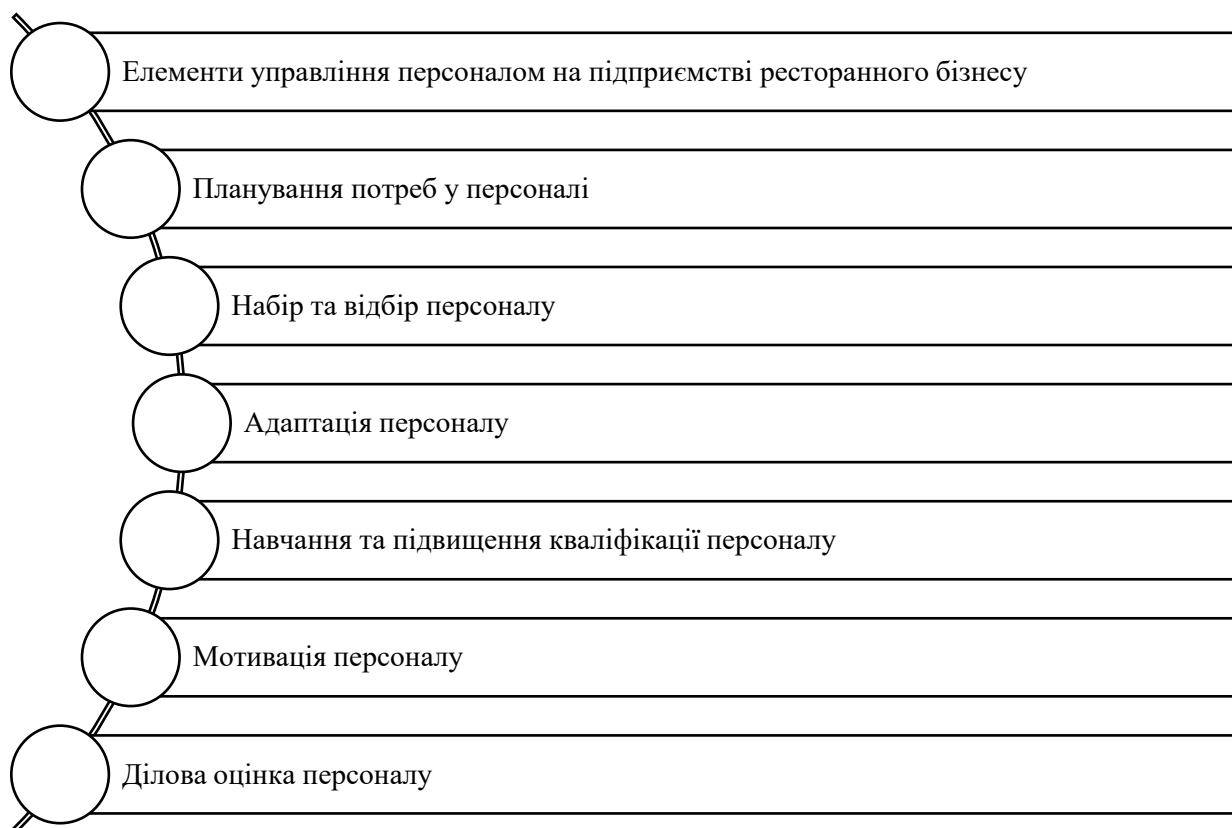 Елементи управління персоналом на підприємстві ресторанного бізнесу
Планування потреб у персоналі
Набір та відбір персоналу
Адаптація персоналу
Навчання та підвищення кваліфікації персоналу
Мотивація персоналу
Ділова оцінка персоналу